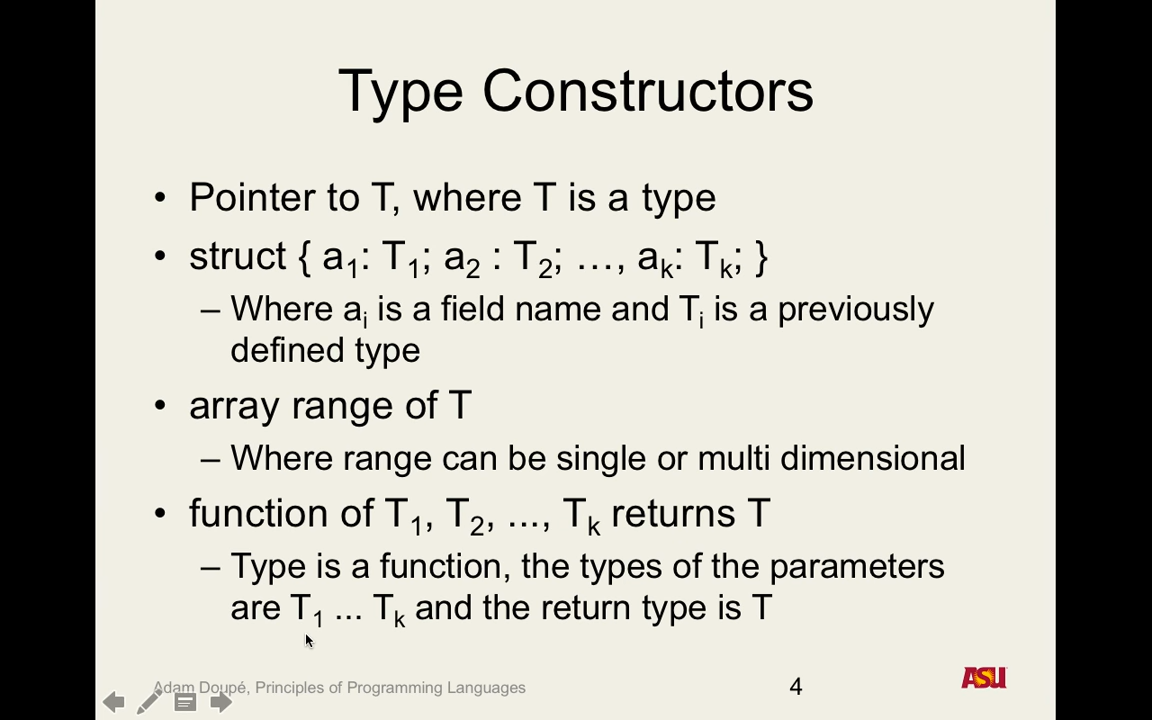 Type Constructors
• Pointer to T, where T is a type
• struct { a₁: T₁; a₂ : T₂; …, aₖ: Tₖ; }
– Where aᵢ is a field name and Tᵢ is a previously
defined type
• array range of T
– Where range can be single or multi dimensional
• function of T₁, T₂, ..., Tₖ returns T
– Type is a function, the types of the parameters
are T₁ ... Tₖ and the return type is T
Adam Doupé, Principles of Programming Languages
4
ASU